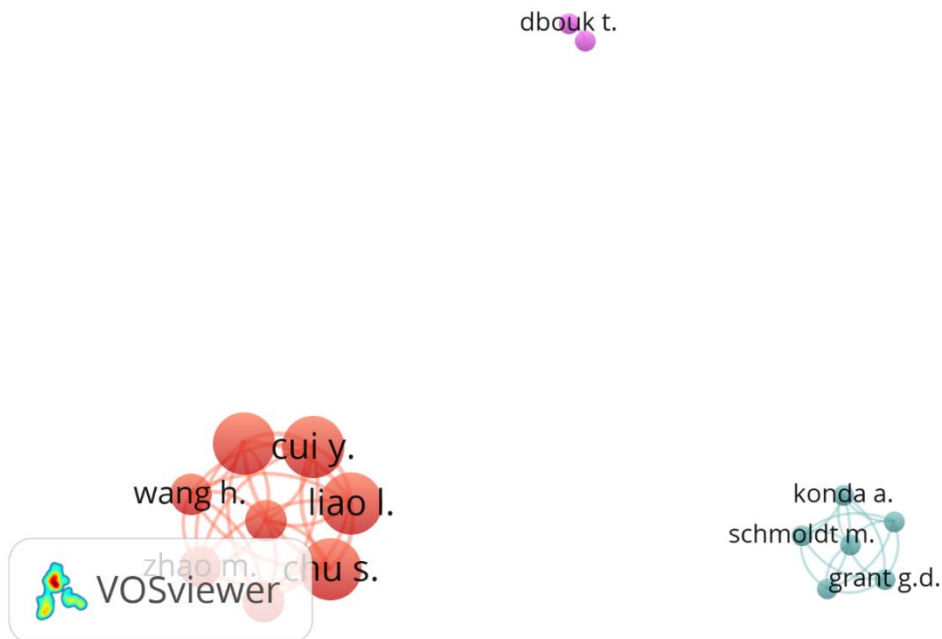 dbouk t.
cui y.
wang h.
liao l.
konda a.
schmoldt m.
zhao m.
chu s.
grant g.d.
VOSviewer